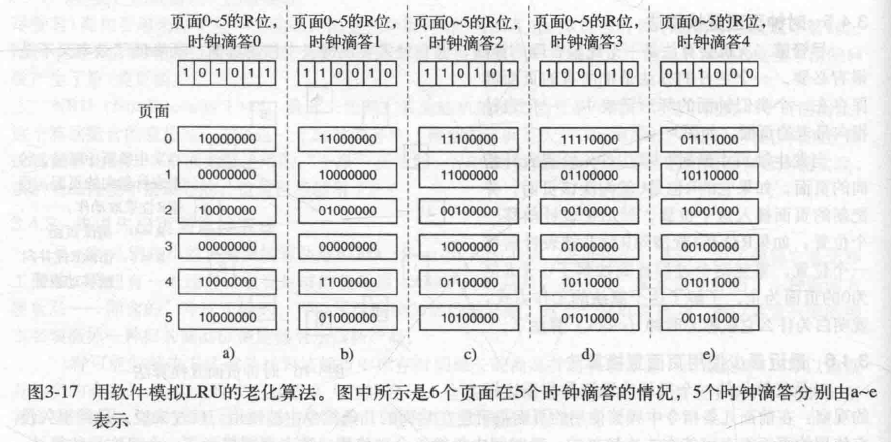 页面0~5的R位， 页面0~5的R位， 页面0~5的R位， 页面0~5的R位， 页面0~5的R位，
时钟滴答0 时钟滴答1 时钟滴答2 时钟滴答3 时钟滴答4
1 0 1 0 1 1 1 1 0 0 1 0 1 1 0 1 0 1 1 0 0 0 1 0 0 1 1 0 0 0
页面
0 10000000 11000000 11100000 11110000 01111000
1 00000000 10000000 11000000 01100000 10110000
2 10000000 01000000 00100000 00010000 10001000
3 00000000 00000000 10000000 01000000 00100000
4 10000000 11000000 01100000 10110000 01011000
5 10000000 01000000 10100000 01010000 00101000
a) b) c) d) e)
图3-17 用软件模拟LRU的老化算法。图中所示是6个页面在5个时钟滴答的情况，5个时钟滴答分别由a~e
表示